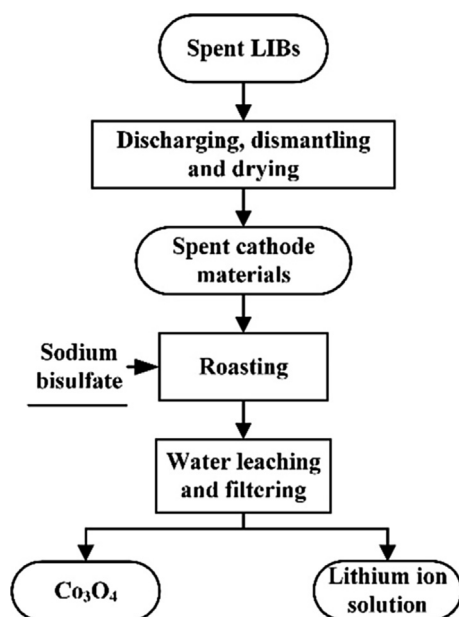 Spent LIBs
Discharging, dismantling
and drying
Spent cathode
materials
Sodium
bisulfate
Roasting
Water leaching
and filtering
Co₃O₄
Lithium ion
solution